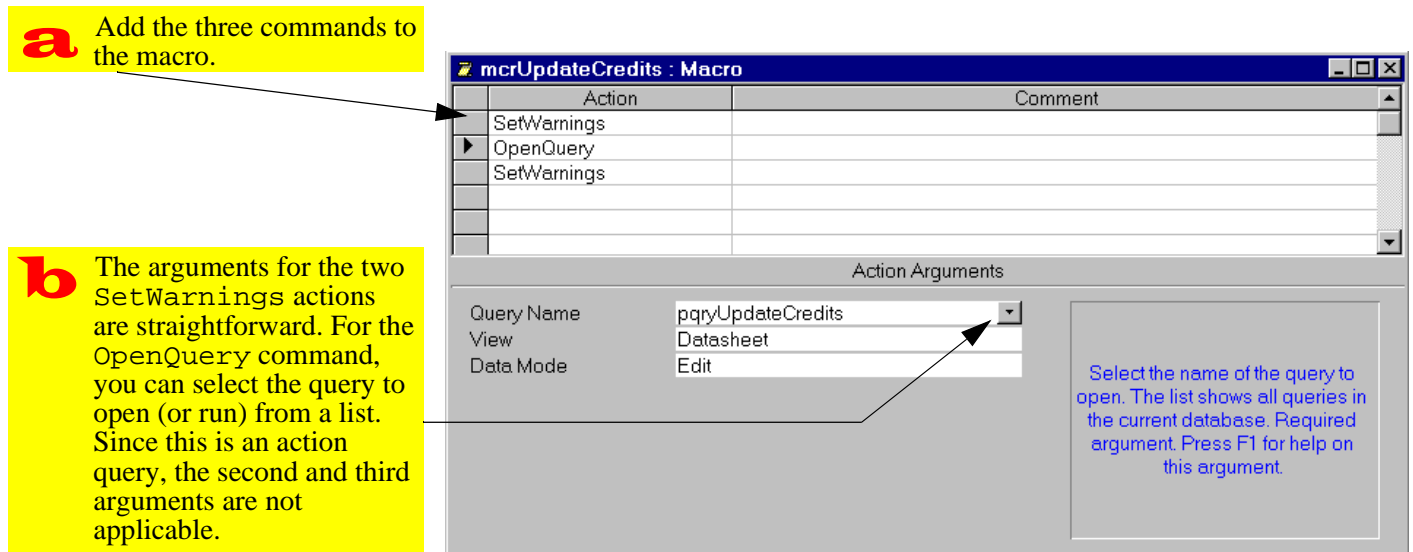 a Add the three commands to
the macro.
mcrUpdateCredits : Macro
Action Comment
SetWarnings
OpenQuery
SetWarnings
b The arguments for the two
SetWarnings actions
are straightforward. For the
OpenQuery command,
you can select the query to
open (or run) from a list.
Since this is an action
query, the second and third
arguments are not
applicable.
Action Arguments
Query Name pqryUpdateCredits
View Datasheet
Data Mode Edit
Select the name of the query to
open. The list shows all queries in
the current database. Required
argument. Press F1 for help on
this argument.